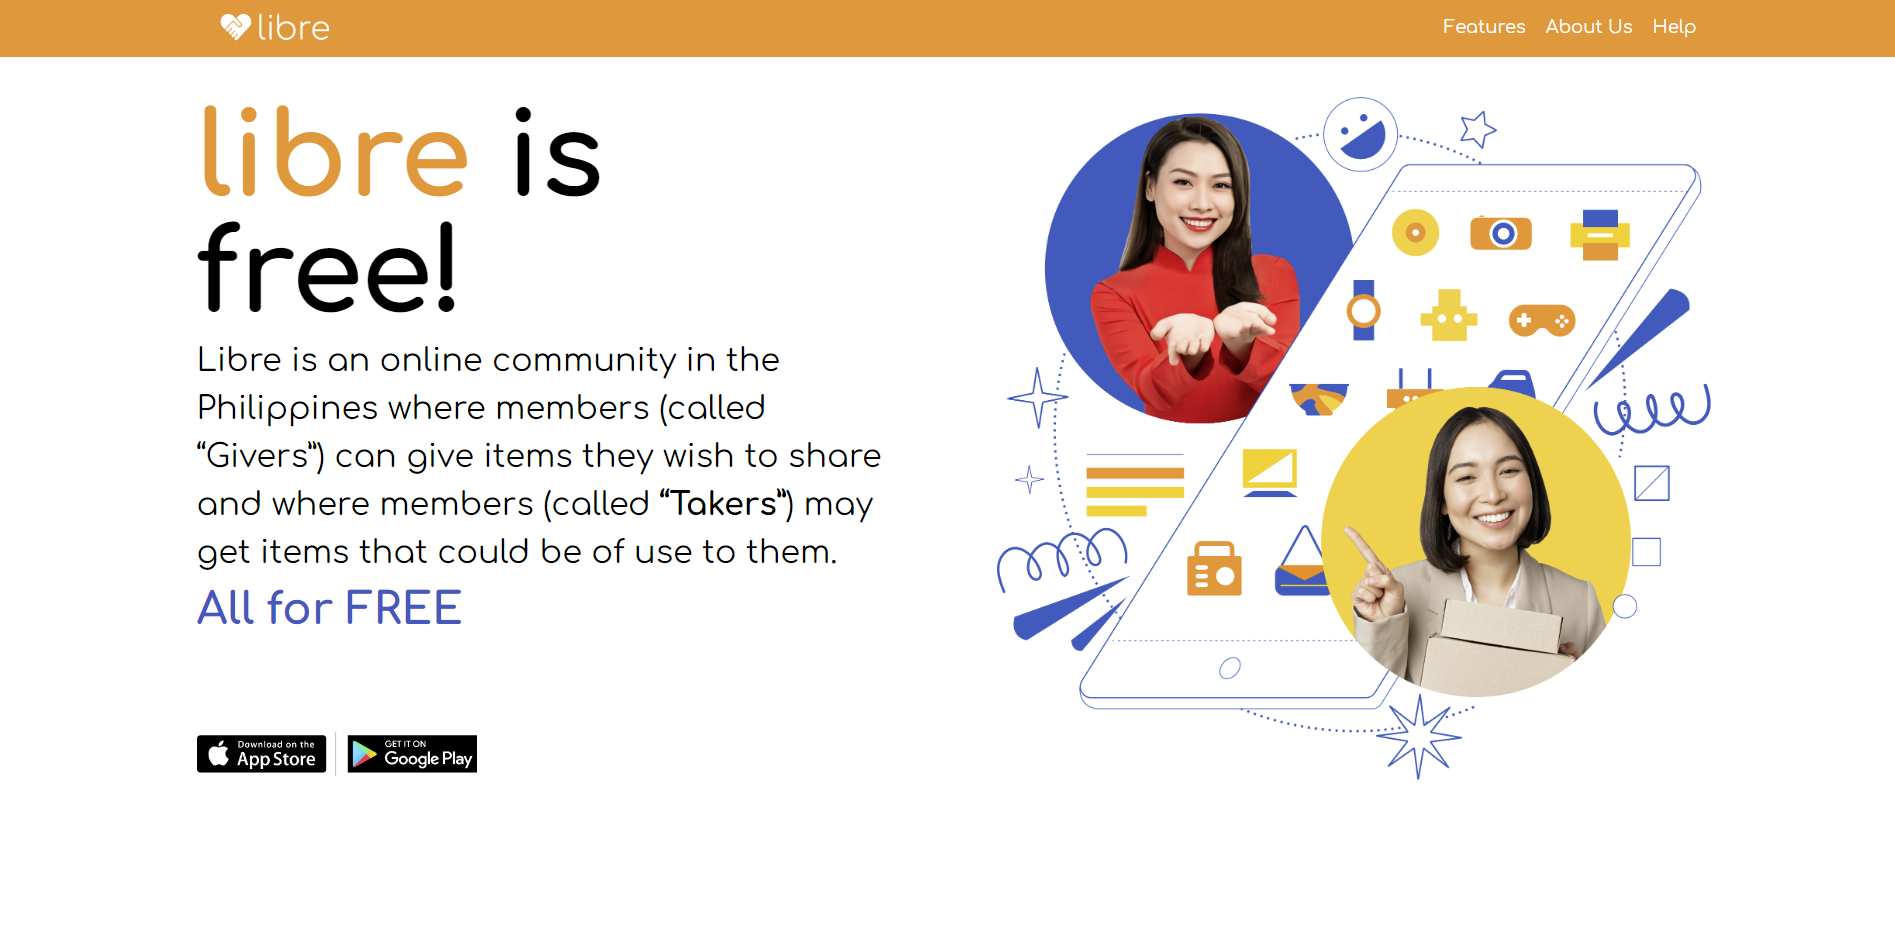 libre
Features About Us Help
libre is
free!
Libre is an online community in the
Philippines where members (called
“Givers”) can give items they wish to share
and where members (called “Takers”) may
get items that could be of use to them.
All for FREE
Download on the
App Store
GET IT ON
Google Play